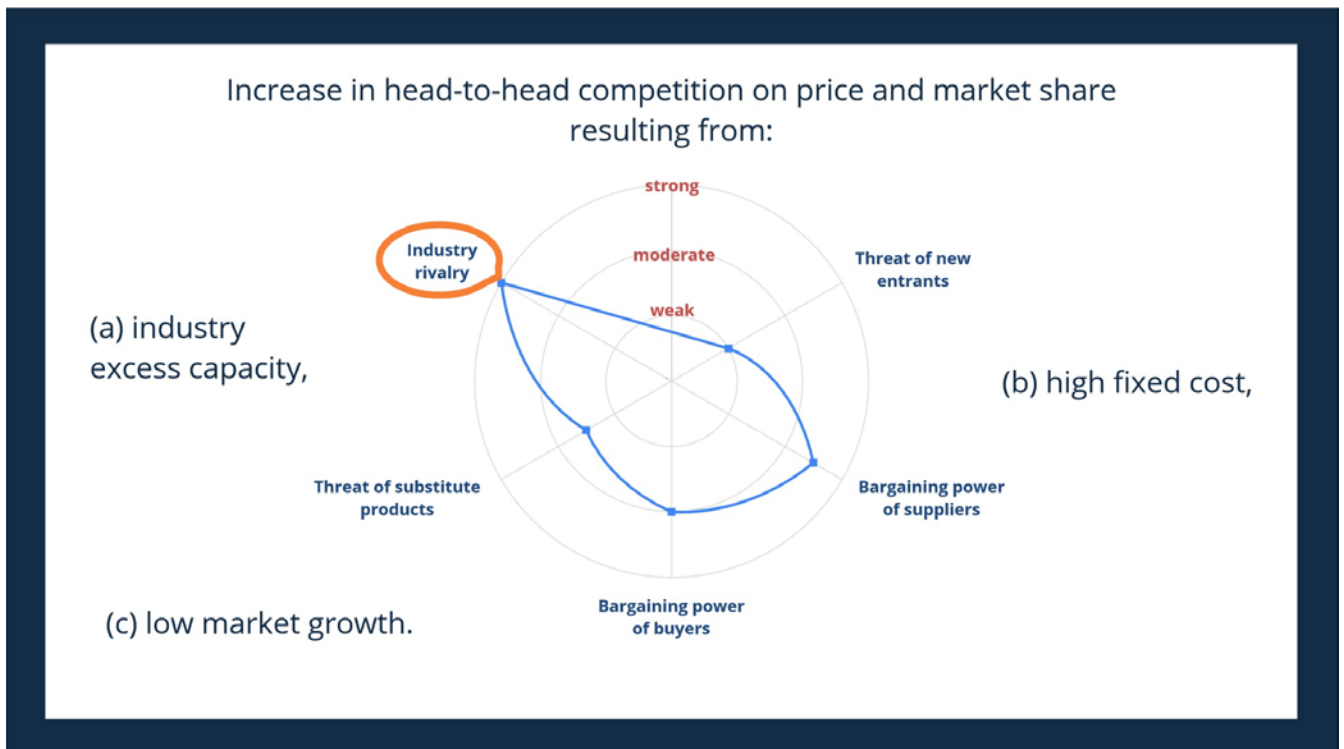 Increase in head-to-head competition on price and market share
resulting from:
strong
moderate
weak
Industry
rivalry
Threat of new
entrants
(a) industry
excess capacity,
(b) high fixed cost,
Threat of substitute
products
Bargaining power
of suppliers
Bargaining power
of buyers
(c) low market growth.